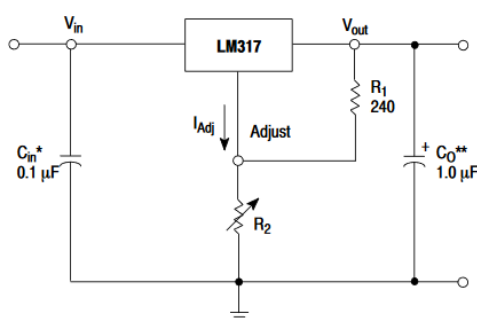 Vin
LM317
Vout
R1
240
IAdj
Adjust
Cin*
0.1 µF
+ CO**
1.0 µF
R2